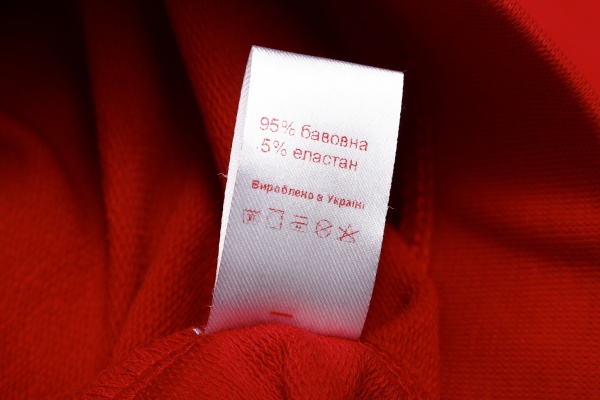 95% бавовна
5% еластан
Вироблено в Україні